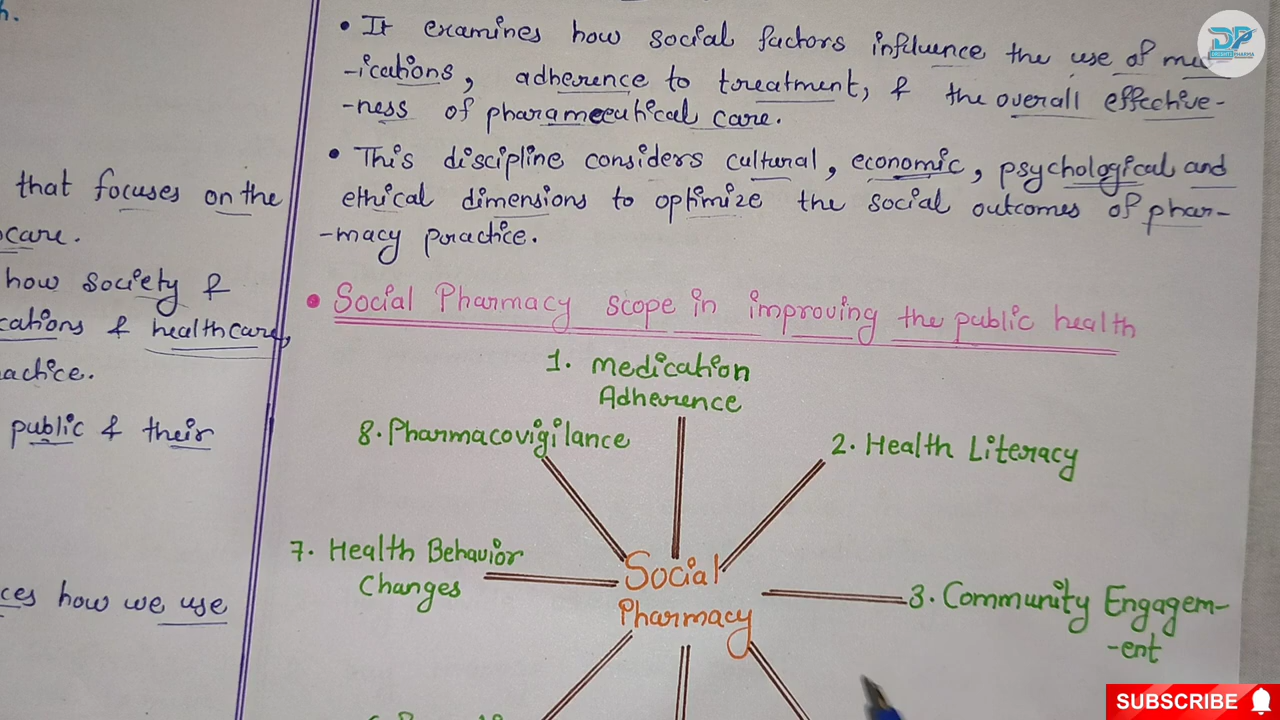 that focuses on the
care.
how society &
cations & healthcare,
actice.
public & their
ces how we use
• It examines how social factors influence the use of med
-ications, adherence to treatment, & the overall effective-
-ness of pharameceutical care.
• This discipline considers cultural, economic, psychological and
ethical dimensions to optimize the social outcomes of phar-
-macy practice.
• Social Pharmacy scope in improving the public health
1. Medication
Adherence
8. Pharmacovigilance
2. Health Literacy
7. Health Behavior
Changes
Social
Pharmacy
3. Community Engagem-
-ent
DP
SUBSCRIBE